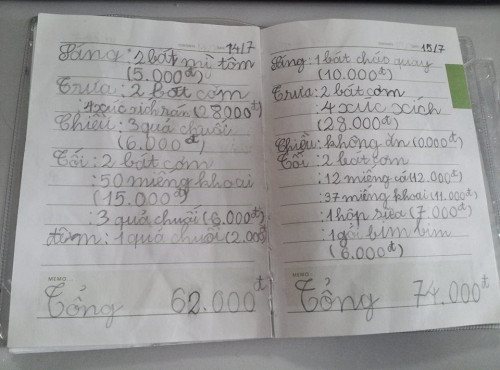 14/7
Sáng: 2 bát mì tôm
(5.000đ)
Trưa: 2 bát cơm
4 xúc xích rán (28000đ)
Chiều: 3 quả chuối
(6.000đ)
Tối: 2 bát cơm
: 50 miếng khoai
(15.000đ)
: 3 quả chuối (6.000đ)
đêm: 1 quả chuối (2.000đ)
MEMO
Tổng 62.000đ
15/7
Sáng: 1 bát cháo quay
(10.000đ)
Trưa: 2 bát cơm
4 xúc xích
(28.000đ)
Chiều: không ăn (0.000đ)
Tối: 2 bát cơm
: 12 miếng cá (12.000đ)
: 37 miếng khoai (11.000đ)
: 1 hộp sữa (7.000đ)
: 1 gói bim bim
(6.000đ)
MEMO
Tổng 74.000đ